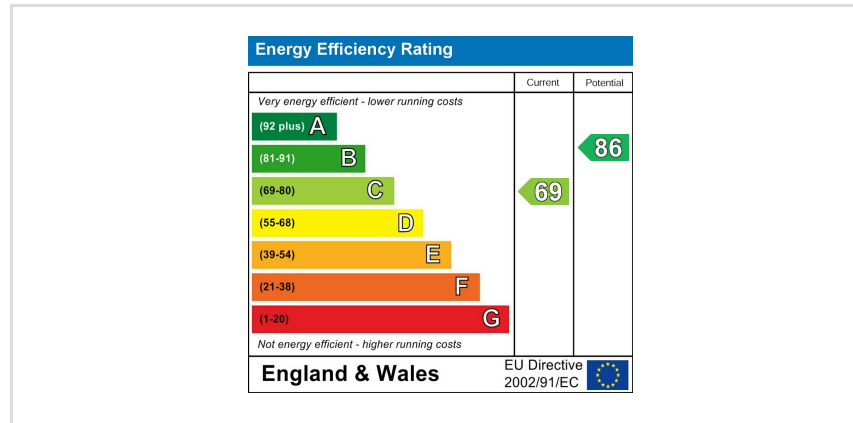 Energy Efficiency Rating
Current Potential
Very energy efficient - lower running costs
(92 plus) A
(81-91) B
86
(69-80) C
69
(55-68) D
(39-54) E
(21-38) F
(1-20) G
Not energy efficient - higher running costs
England & Wales
EU Directive
2002/91/EC